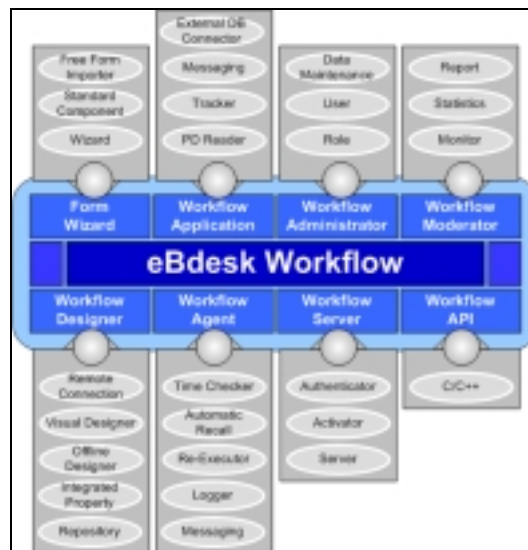 External DB
Connector
Free Form
Importer
Messaging
Data
Maintenance
Report
Standard
Component
Tracker
User
Statistics
Wizard
PD Reader
Role
Monitor
Form
Wizard
Workflow
Application
Workflow
Administrator
Workflow
Moderator
eBdesk Workflow
Workflow
Designer
Workflow
Agent
Workflow
Server
Workflow
API
Remote
Connection
Time Checker
Authenticator
C/C++
Visual Designer
Automatic
Recall
Activator
Offline
Designer
Re-Executor
Server
Integrated
Property
Logger
Repository
Messaging